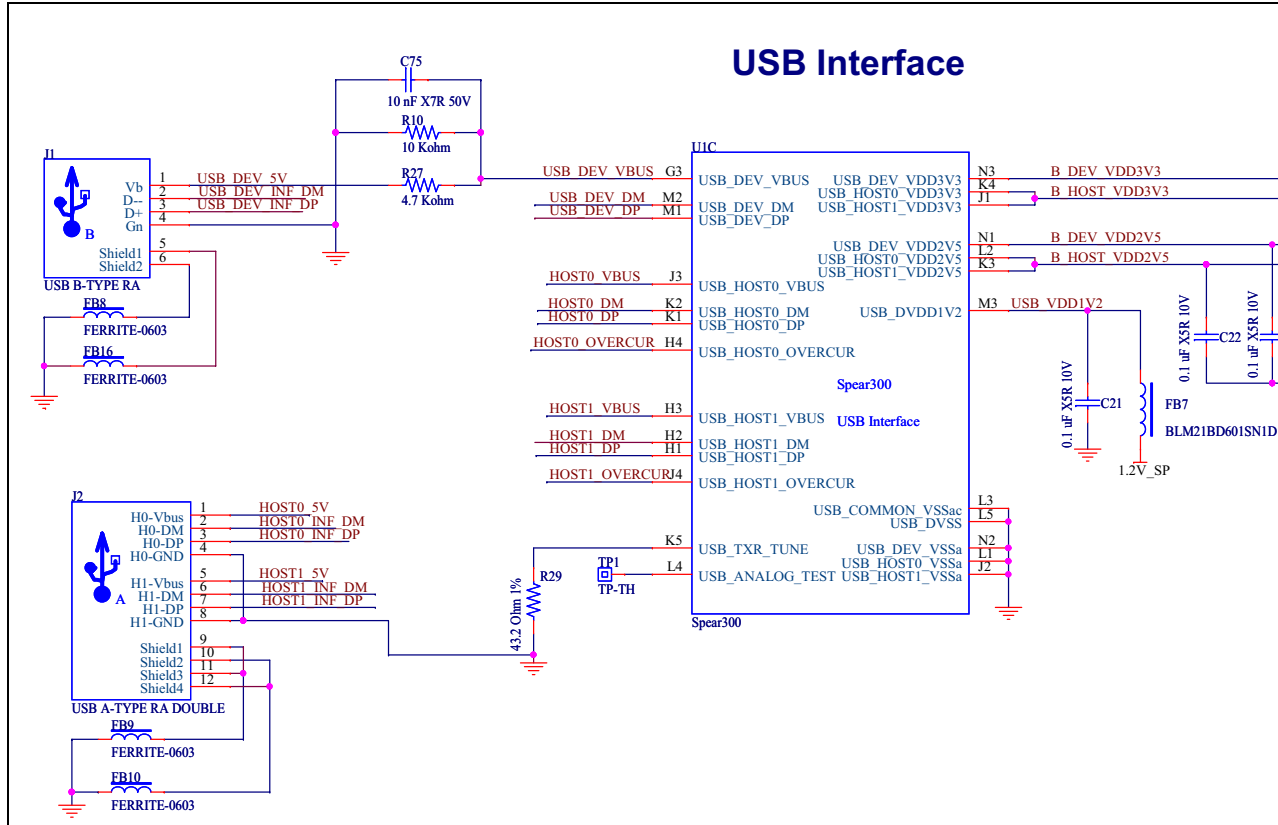 USB Interface
C75
10 nF X7R 50V
R10
10 Kohm
R27
4.7 Kohm
J1
Vb 1 USB_DEV_5V
D-- 2 USB_DEV_INF_DM
D+ 3 USB_DEV_INF_DP
Gn 4
Shield1 5
Shield2 6
B
USB B-TYPE RA
FB8
FERRITE-0603
FB16
FERRITE-0603
J2
H0-Vbus 1 HOST0_5V
H0-DM 2 HOST0_INF_DM
H0-DP 3 HOST0_INF_DP
H0-GND 4
H1-Vbus 5 HOST1_5V
H1-DM 6 HOST1_INF_DM
H1-DP 7 HOST1_INF_DP
H1-GND 8
Shield1 9
Shield2 10
Shield3 11
Shield4 12
A
USB A-TYPE RA DOUBLE
FB9
FERRITE-0603
FB10
FERRITE-0603
U1C
USB_DEV_VBUS G3 USB_DEV_VBUS
USB_DEV_DM M2 USB_DEV_DM
USB_DEV_DP M1 USB_DEV_DP
HOST0_VBUS J3 USB_HOST0_VBUS
HOST0_DM K2 USB_HOST0_DM
HOST0_DP K1 USB_HOST0_DP
HOST0_OVERCUR H4 USB_HOST0_OVERCUR
HOST1_VBUS H3 USB_HOST1_VBUS
HOST1_DM H2 USB_HOST1_DM
HOST1_DP H1 USB_HOST1_DP
HOST1_OVERCUR J4 USB_HOST1_OVERCUR
K5 USB_TXR_TUNE
L4 USB_ANALOG_TEST
TP1
TP-TH
R29
43.2 Ohm 1%
Spear300
USB Interface
USB_DEV_VDD3V3 N3 B_DEV_VDD3V3
USB_HOST0_VDD3V3 K4 B_HOST_VDD3V3
USB_HOST1_VDD3V3 J1
USB_DEV_VDD2V5 N1 B_DEV_VDD2V5
USB_HOST0_VDD2V5 L2 B_HOST_VDD2V5
USB_HOST1_VDD2V5 K3
USB_DVDD1V2 M3 USB_VDD1V2
USB_COMMON_VSSac L3
USB_DVSS L5
USB_DEV_VSSa N2
USB_HOST0_VSSa L1
USB_HOST1_VSSa J2
Spear300
C21
0.1 uF X5R 10V
FB7
BLM21BD601SN1D
1.2V_SP
C22
0.1 uF X5R 10V
0.1 uF X5R 10V